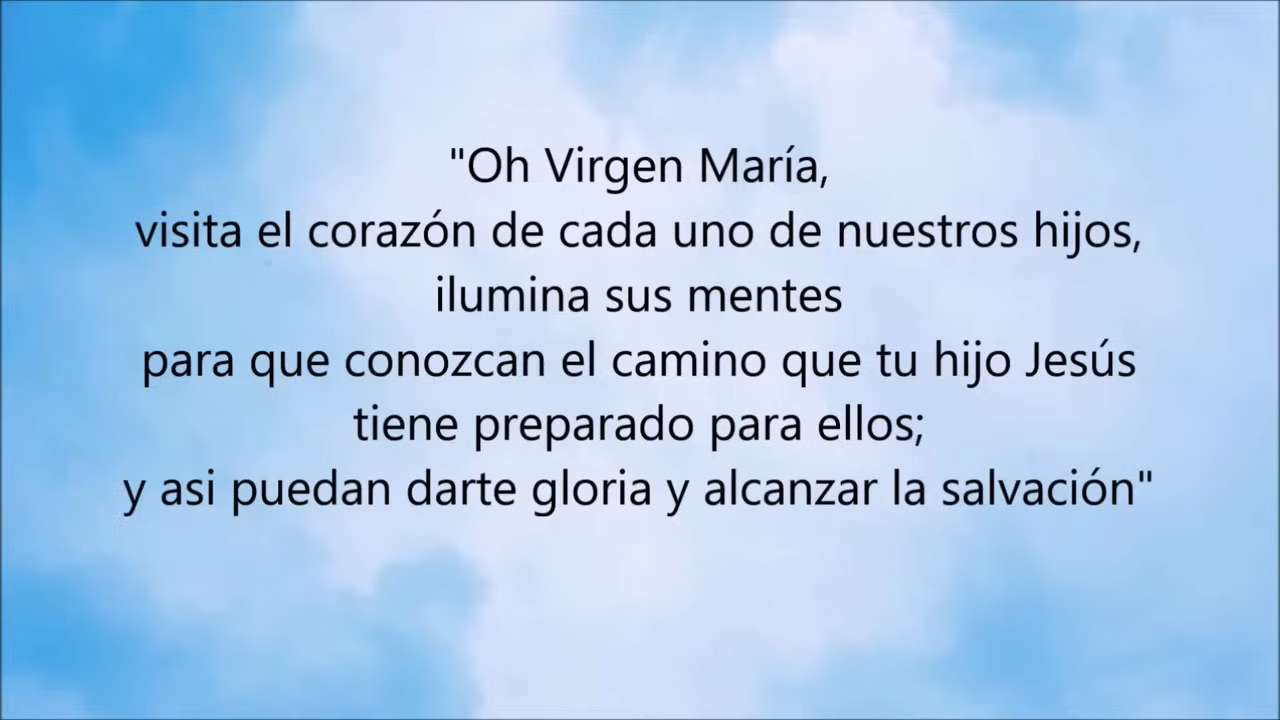 "Oh Virgen María,
visita el corazón de cada uno de nuestros hijos,
ilumina sus mentes
para que conozcan el camino que tu hijo Jesús
tiene preparado para ellos;
y asi puedan darte gloria y alcanzar la salvación"